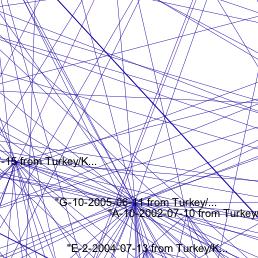 -15 from Turkey/K...
"G-10-2005-06-11 from Turkey/...
"A-10-2002-07-10 from Turkey
"E-2-2004-07-13 from Turkey/K...